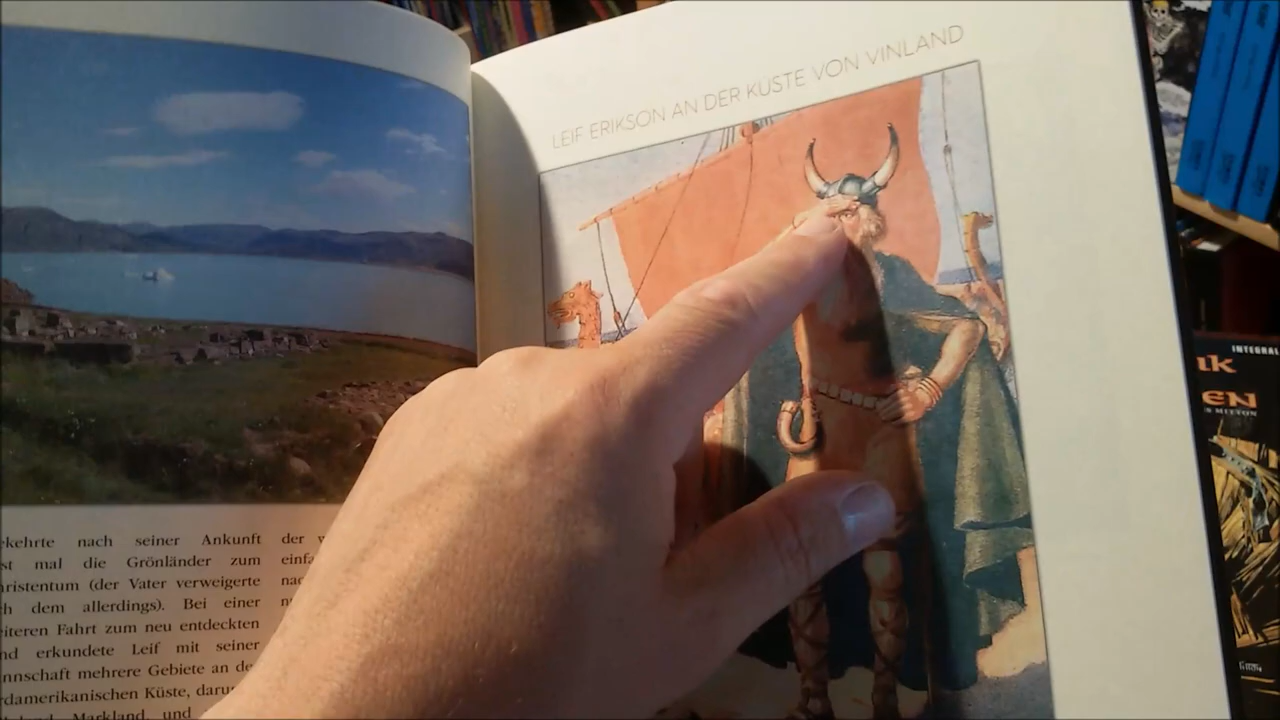 LEIF ERIKSON AN DER KÜSTE VON VINLAND
ekehrte nach seiner Ankunft
st mal die Grönländer zum
hristentum (der Vater verweigerte
h dem allerdings). Bei einer
eiteren Fahrt zum neu entdeckten
nd erkundete Leif mit seiner
annschaft mehrere Gebiete an de
rdamerikanischen Küste, daru
Markland, und
der
einfa
nac
INTEGRAL